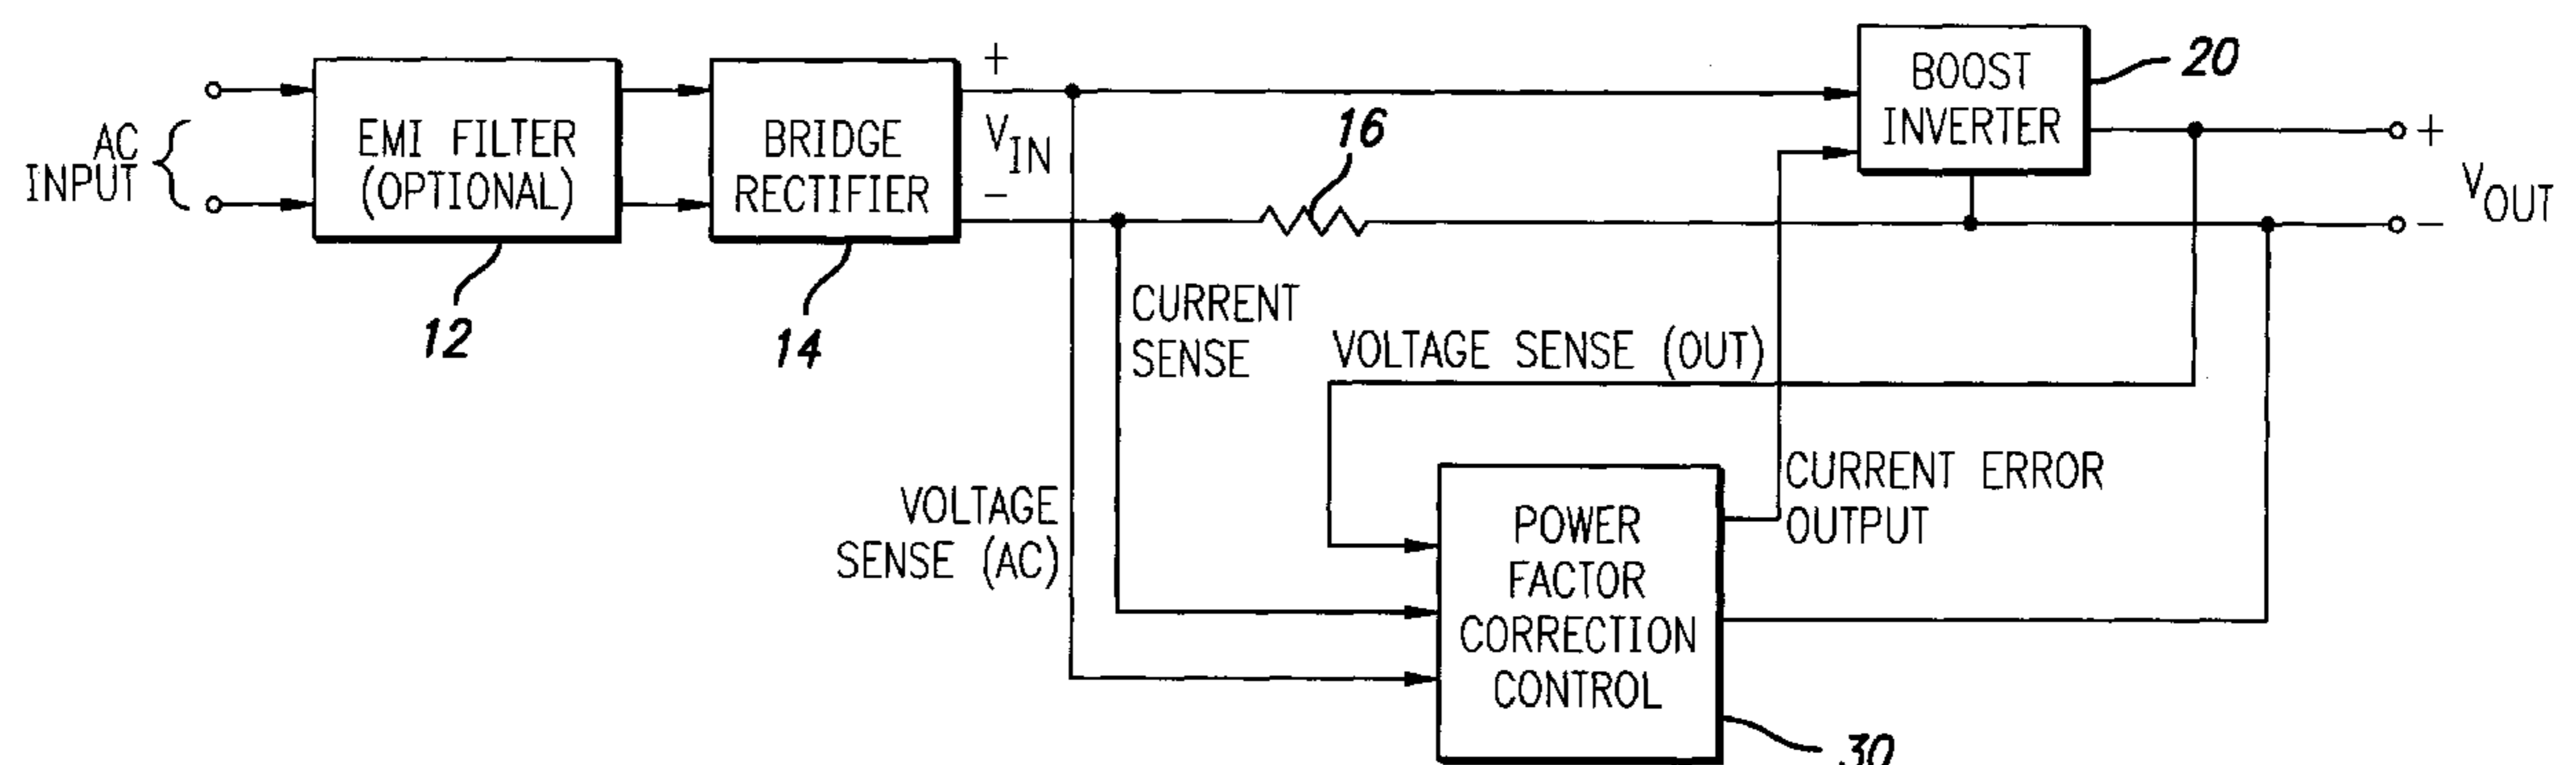 AC
INPUT
EMI FILTER
(OPTIONAL)
12
BRIDGE
RECTIFIER
14
+
VIN
−
16
BOOST
INVERTER
20
+
VOUT
−
CURRENT
SENSE
VOLTAGE SENSE (OUT)
VOLTAGE
SENSE (AC)
CURRENT ERROR
OUTPUT
POWER
FACTOR
CORRECTION
CONTROL
30